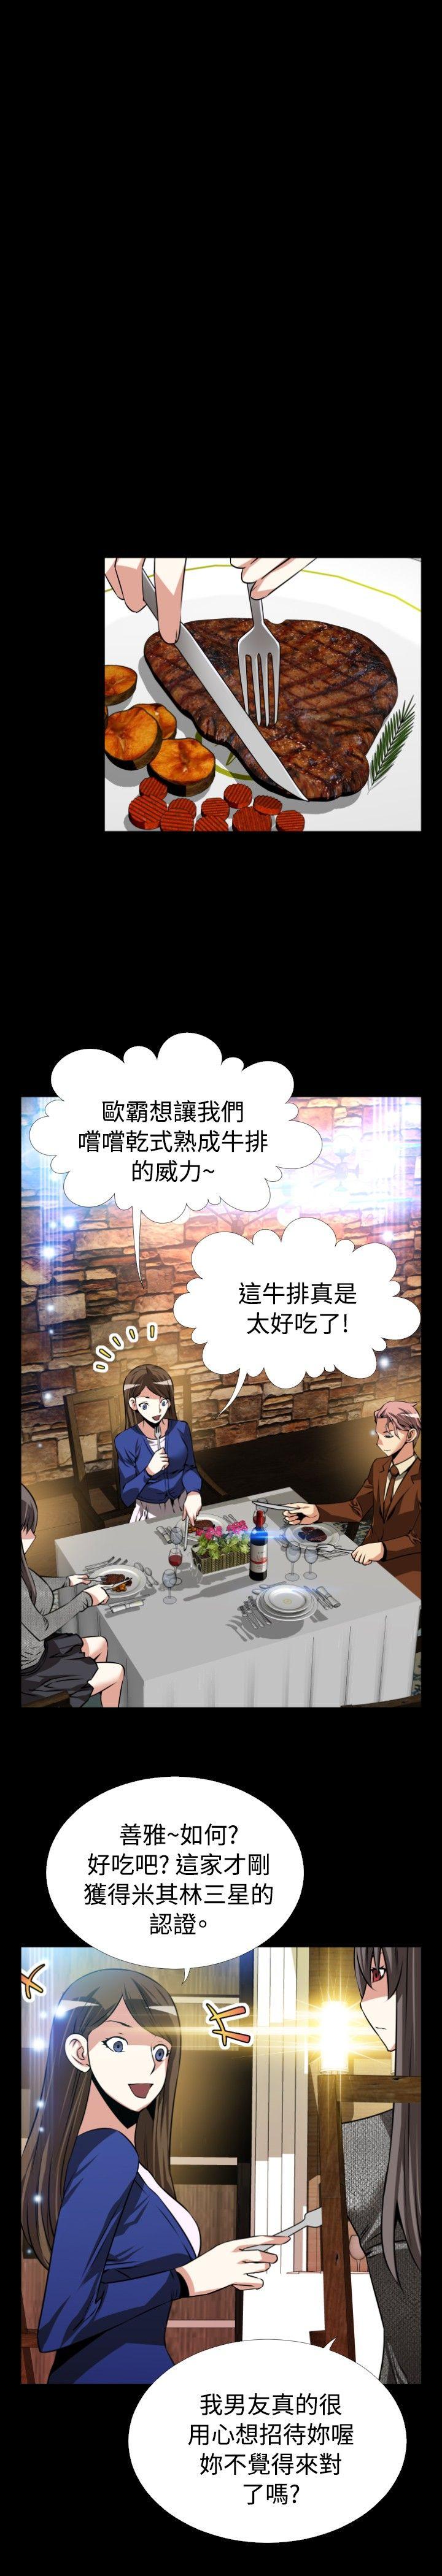 歐霸想讓我們
嚐嚐乾式熟成牛排
的威力~
這牛排真是
太好吃了!
善雅~如何?
好吃吧? 這家才剛
獲得米其林三星的
認證。
我男友真的很
用心想招待妳喔
妳不覺得來對
了嗎?